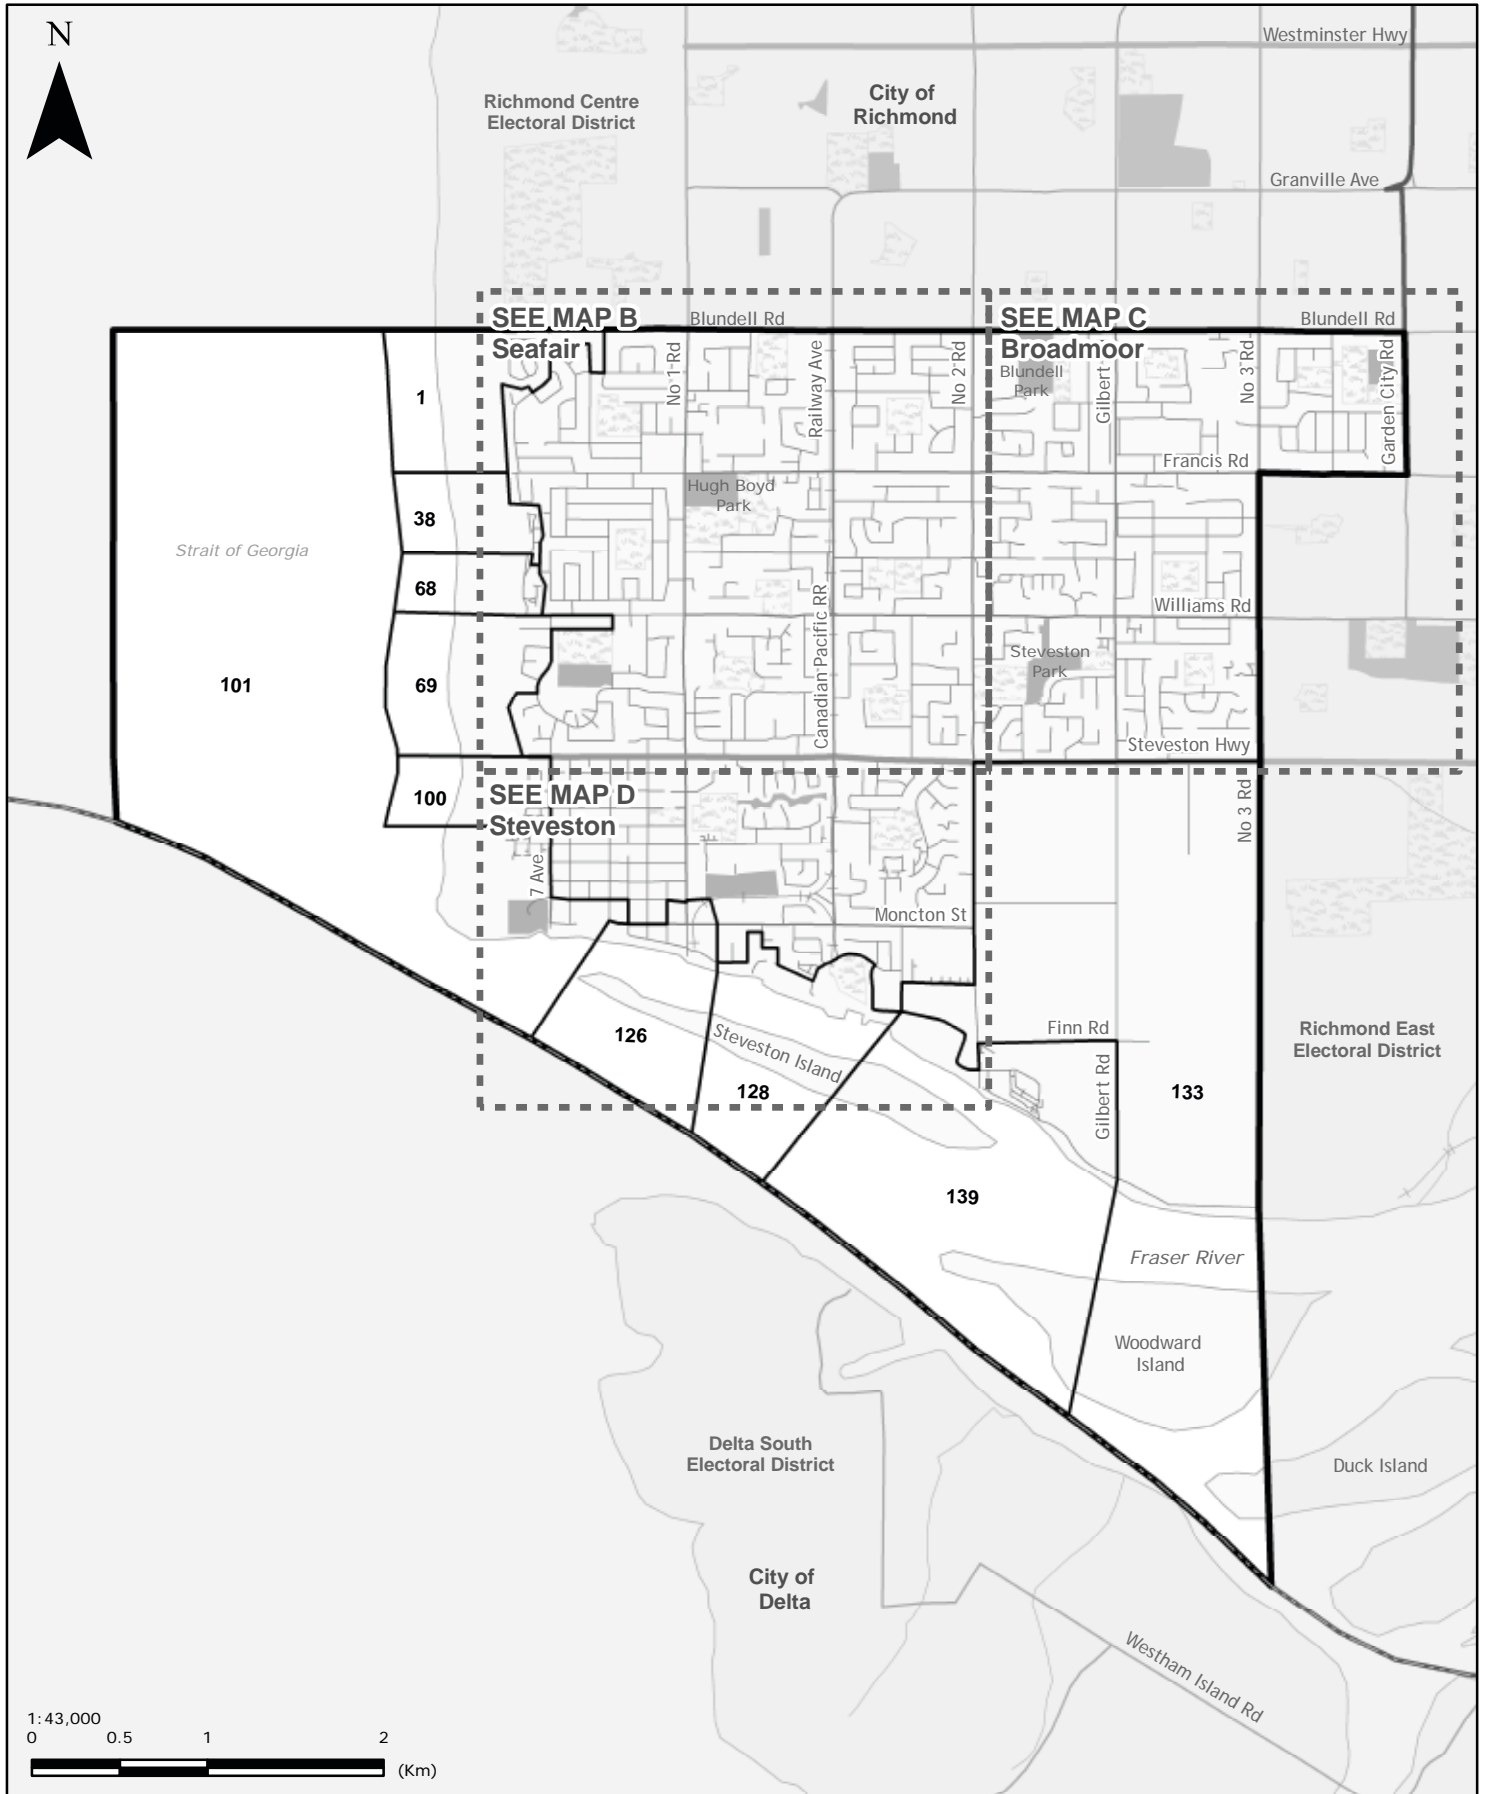 N
Westminster Hwy
Richmond Centre
Electoral District
City of
Richmond
Granville Ave
SEE MAP B
Seafair
Blundell Rd
SEE MAP C
Broadmoor
Blundell Rd
No 1 Rd
Railway Ave
No 2 Rd
Blundell
Park
Gilbert
No 3 Rd
Garden City Rd
1
Francis Rd
Hugh Boyd
Park
38
Strait of Georgia
68
Williams Rd
Canadian Pacific RR
Steveston
Park
101
69
Steveston Hwy
100
SEE MAP D
Steveston
No 3 Rd
7 Ave
Moncton St
126
Steveston Island
Finn Rd
Richmond East
Electoral District
128
Gilbert Rd
133
139
Fraser River
Woodward
Island
Delta South
Electoral District
Duck Island
City of
Delta
Westham Island Rd
1:43,000
0 0.5 1 2
(Km)